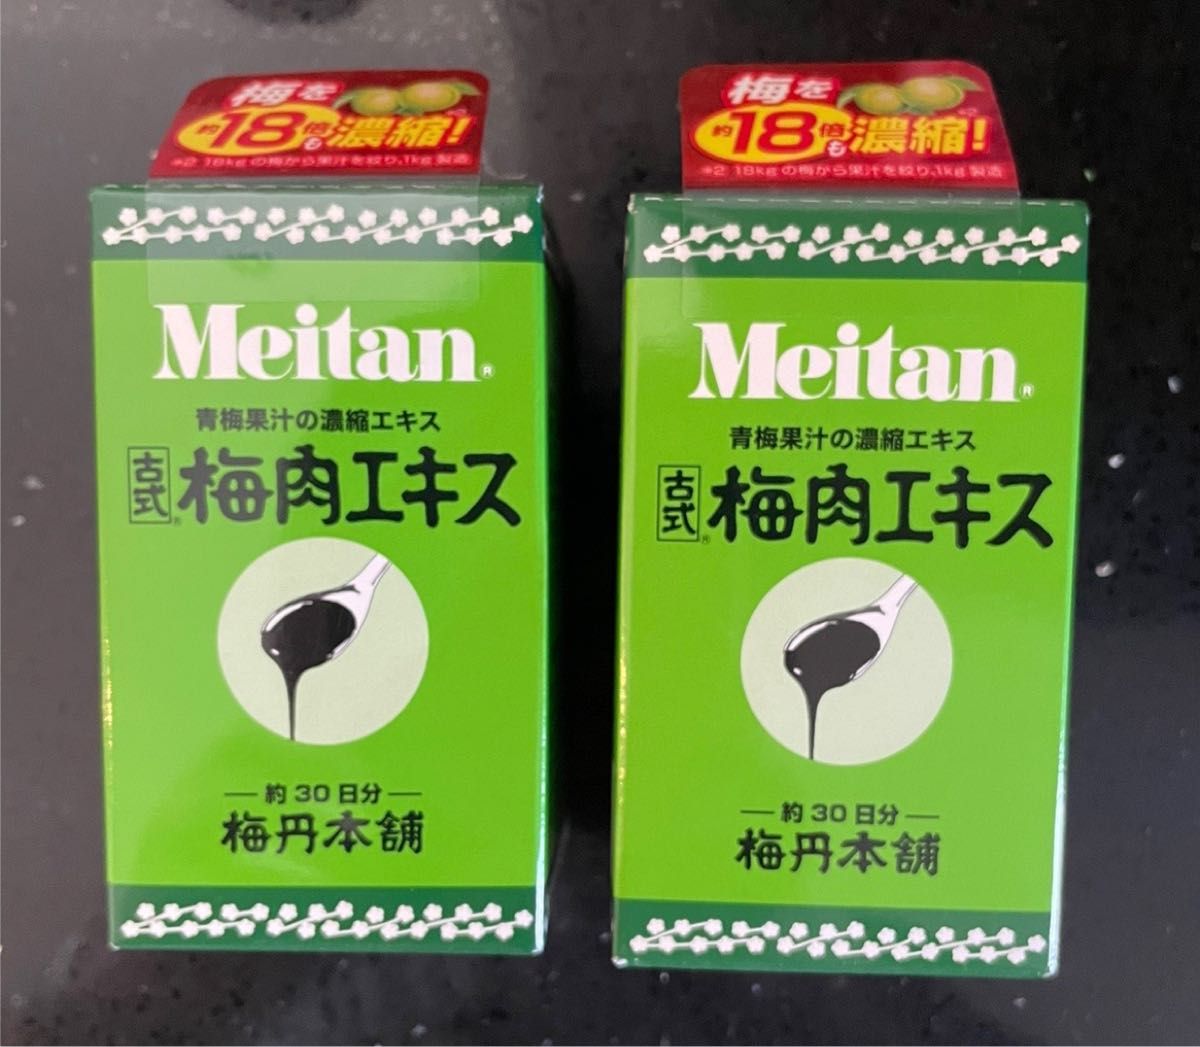 梅を
約18倍も濃縮!※2
※2 18kgの梅から果汁を絞り、1kg製造
Meitan®
青梅果汁の濃縮エキス
古式® 梅肉エキス
— 約30日分 —
梅丹本舗
梅を
約18倍も濃縮!※2
※2 18kgの梅から果汁を絞り、1kg製造
Meitan®
青梅果汁の濃縮エキス
古式® 梅肉エキス
— 約30日分 —
梅丹本舗